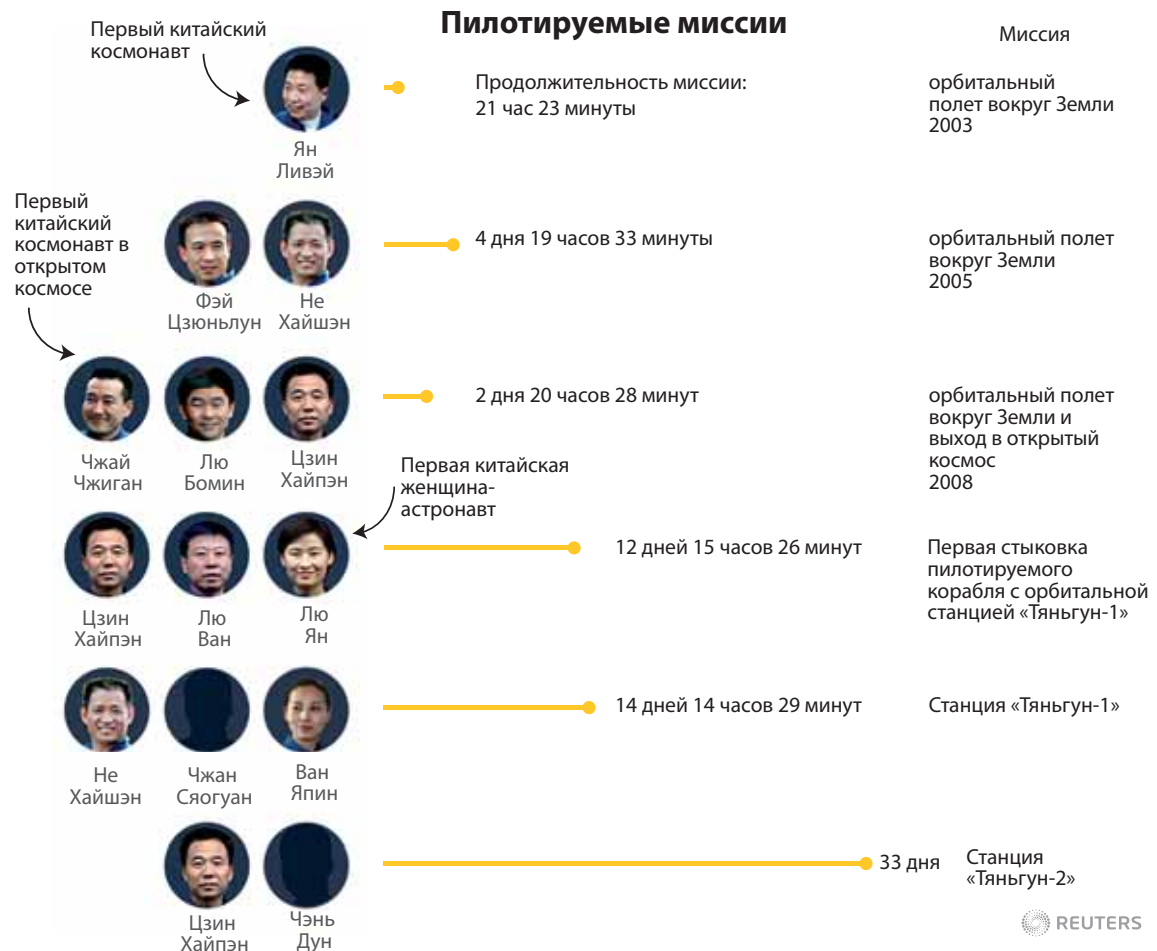 Пилотируемые миссии
Миссия
Первый китайский
космонавт
Ян
Ливэй
Продолжительность миссии:
21 час 23 минуты
орбитальный
полет вокруг Земли
2003
Первый
китайский
космонавт в
открытом
космосе
Фэй
Цзюньлун
Не
Хайшэн
4 дня 19 часов 33 минуты
орбитальный полет
вокруг Земли
2005
Чжай
Чжиган
Лю
Бомин
Цзин
Хайпэн
2 дня 20 часов 28 минут
орбитальный полет
вокруг Земли и
выход в открытый
космос
2008
Первая китайская
женщина-
астронавт
Цзин
Хайпэн
Лю
Ван
Лю
Ян
12 дней 15 часов 26 минут
Первая стыковка
пилотируемого
корабля с орбитальной
станцией «Тяньгун-1»
Не
Хайшэн
Чжан
Сяогуан
Ван
Япин
14 дней 14 часов 29 минут
Станция «Тяньгун-1»
Цзин
Хайпэн
Чэнь
Дун
33 дня
Станция
«Тяньгун-2»
REUTERS